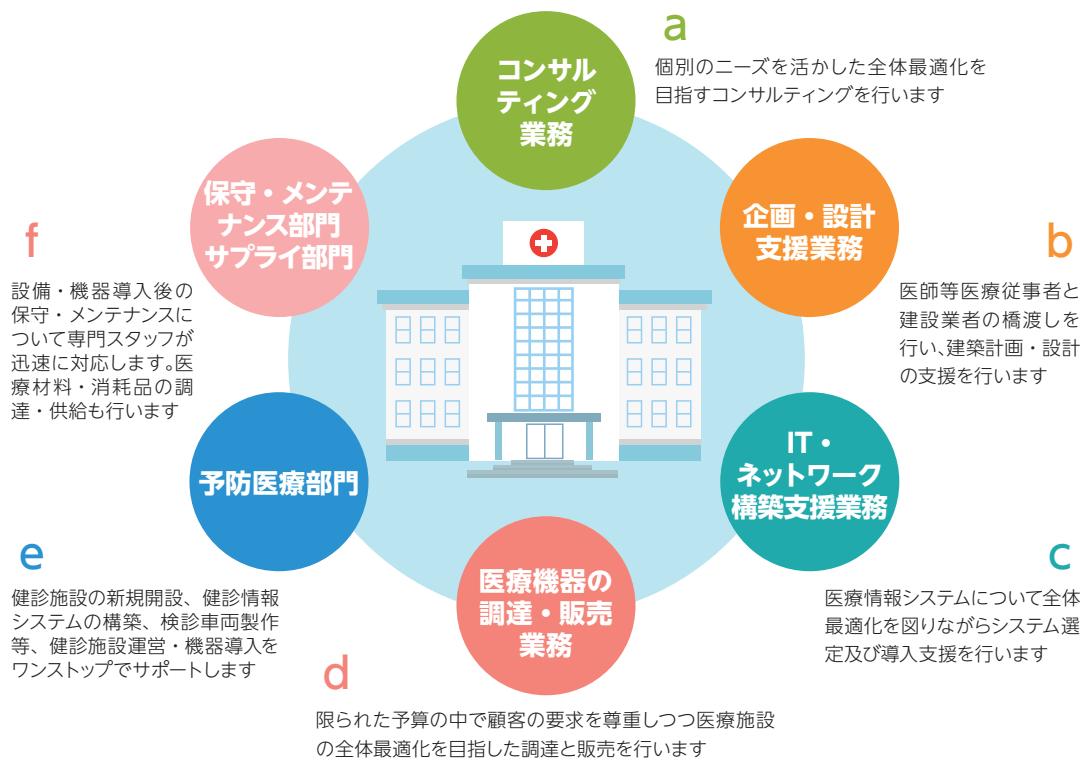 a
コンサル
ティング
業務
個別のニーズを活かした全体最適化を
目指すコンサルティングを行います
企画・設計
支援業務
b
医師等医療従事者と
建設業者の橋渡しを
行い、建築計画・設計
の支援を行います
IT・
ネットワーク
構築支援業務
c
医療情報システムについて全体
最適化を図りながらシステム選
定及び導入支援を行います
医療機器の
調達・販売
業務
d
限られた予算の中で顧客の要求を尊重しつつ医療施設
の全体最適化を目指した調達と販売を行います
予防医療部門
e
健診施設の新規開設、健診情報
システムの構築、検診車両製作
等、健診施設運営・機器導入を
ワンストップでサポートします
保守・メンテ
ナンス部門
サプライ部門
f
設備・機器導入後の
保守・メンテナンスに
ついて専門スタッフが
迅速に対応します。医
療材料・消耗品の調
達・供給も行います